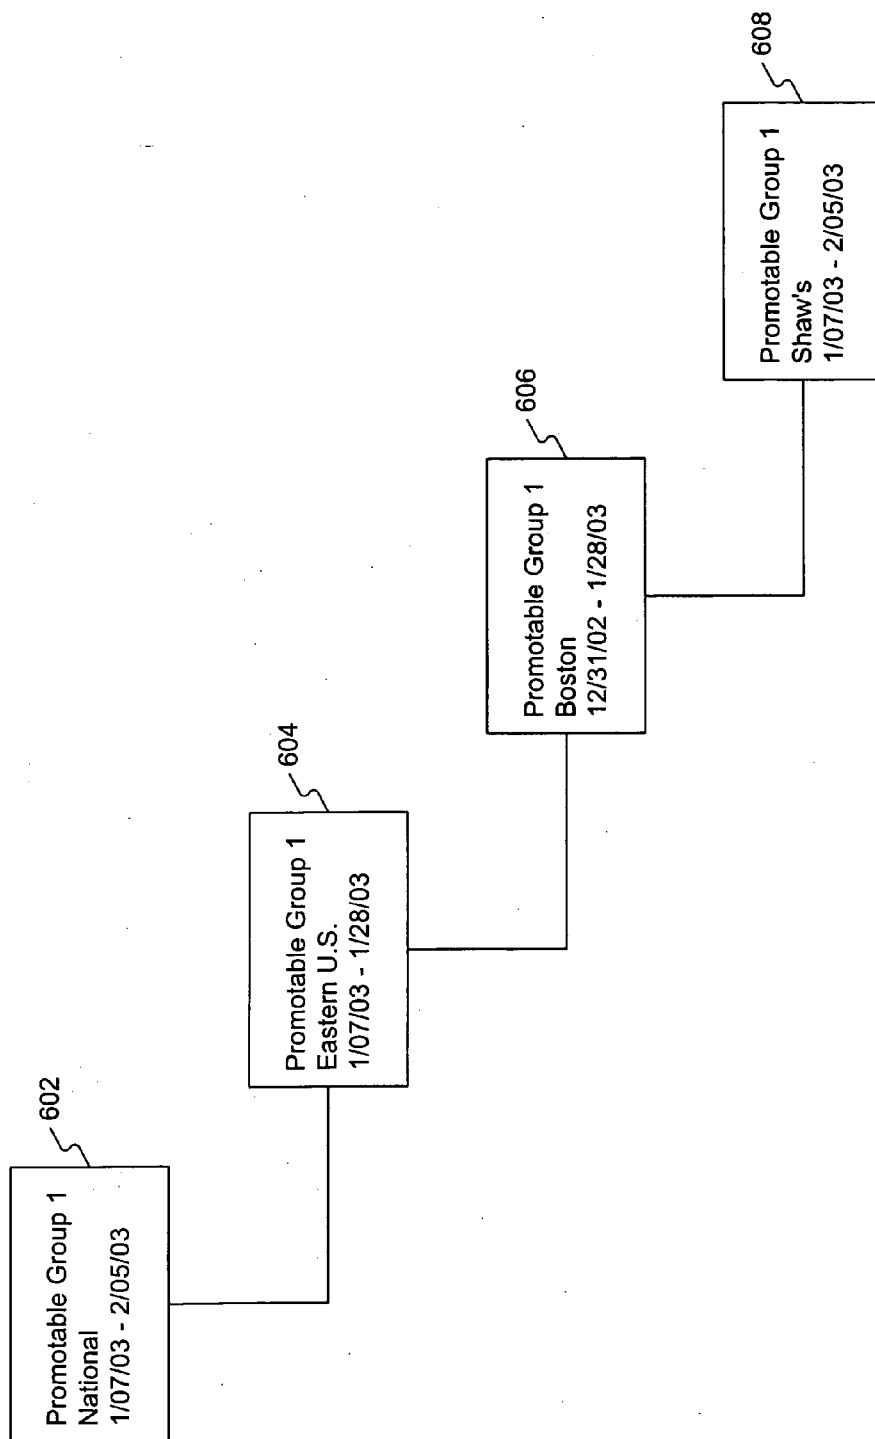 602
Promotable Group 1
National
1/07/03 - 2/05/03
604
Promotable Group 1
Eastern U.S.
1/07/03 - 1/28/03
606
Promotable Group 1
Boston
12/31/02 - 1/28/03
608
Promotable Group 1
Shaw's
1/07/03 - 2/05/03